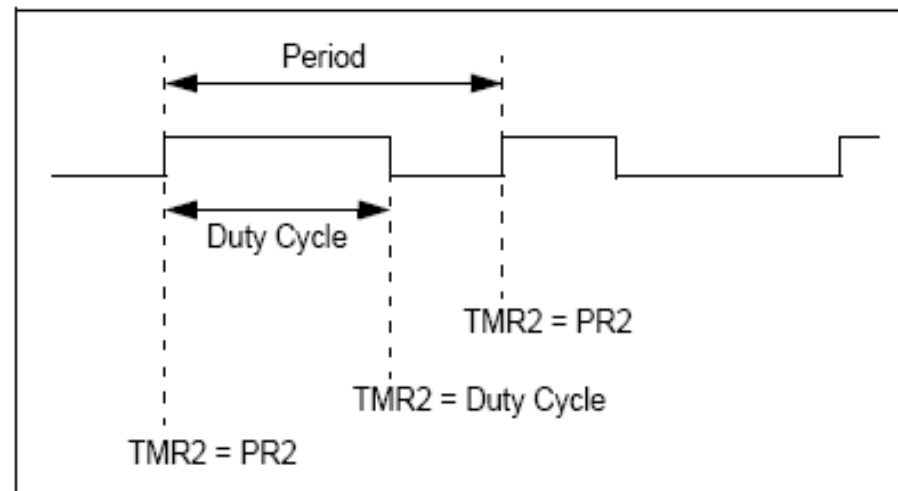 Period
Duty Cycle
TMR2 = PR2
TMR2 = Duty Cycle
TMR2 = PR2